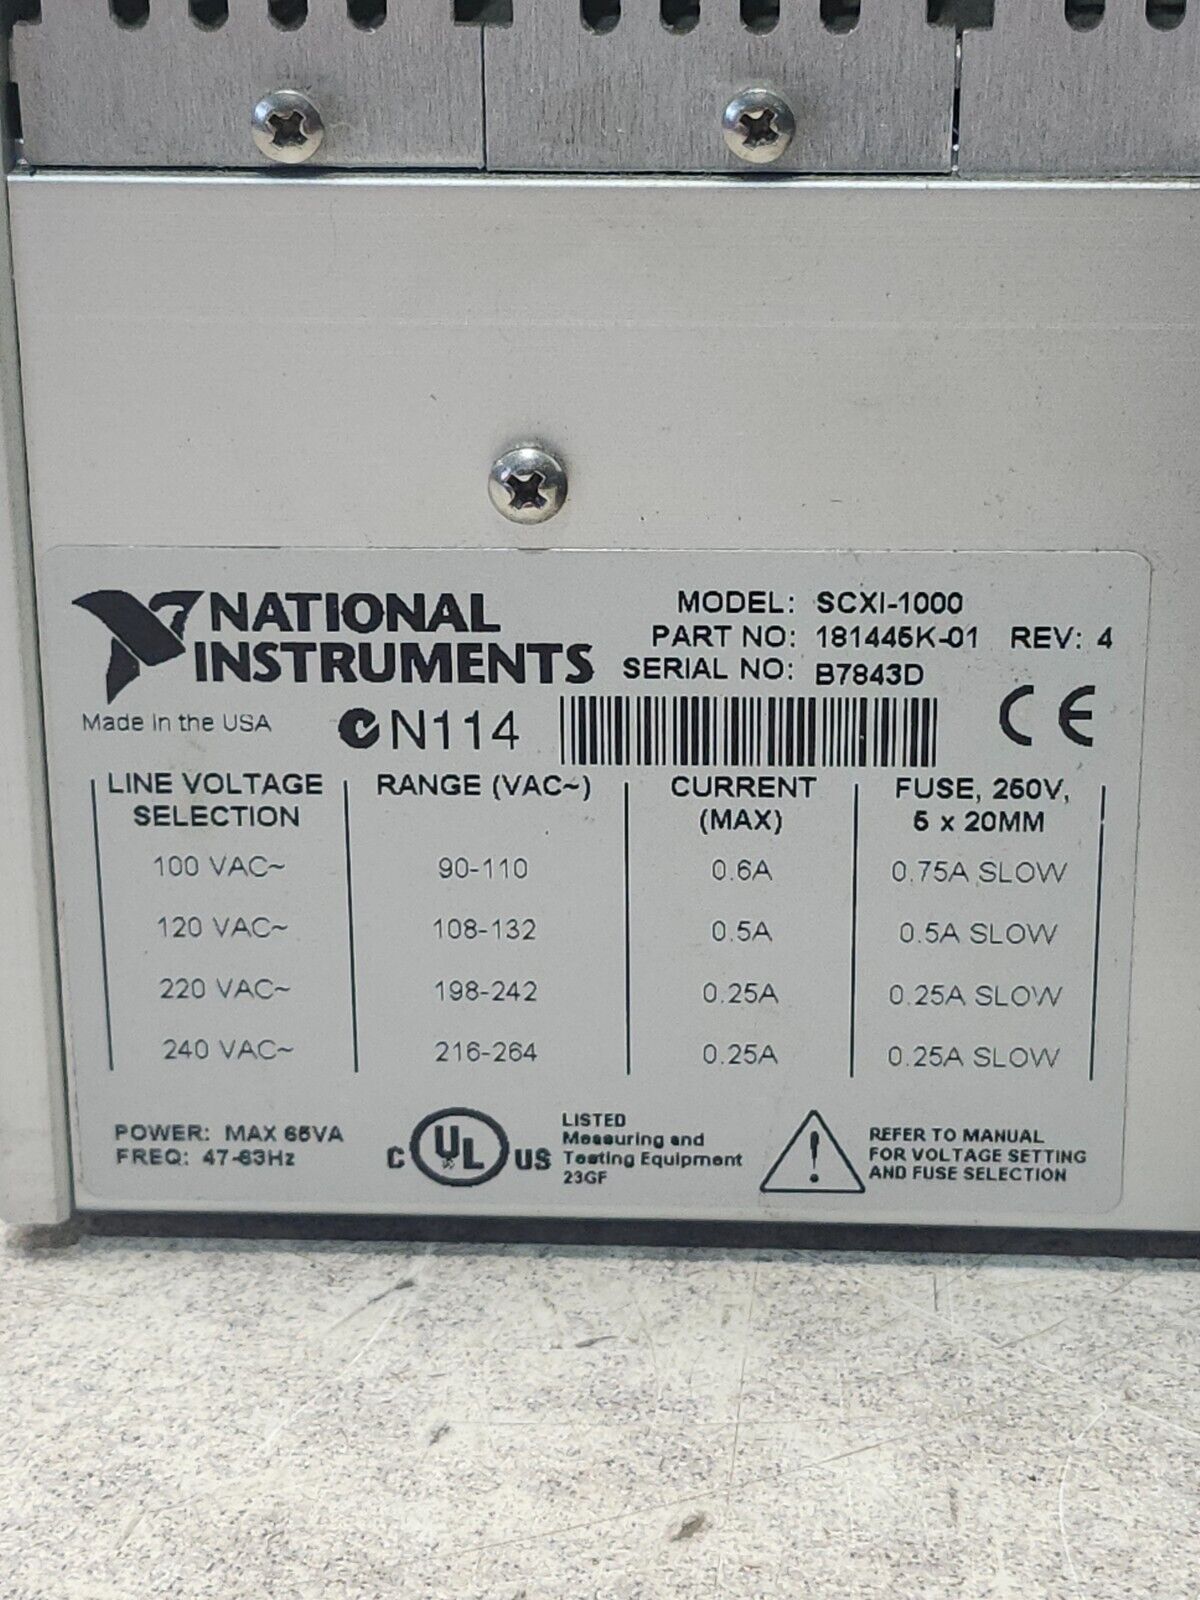 NATIONAL INSTRUMENTS
MODEL: SCXI-1000
PART NO: 181445K-01 REV: 4
SERIAL NO: B7843D
Made in the USA
N114
CE
LINE VOLTAGE SELECTION RANGE (VAC~) CURRENT (MAX) FUSE, 250V, 5 x 20MM
100 VAC~ 90-110 0.6A 0.75A SLOW
120 VAC~ 108-132 0.5A 0.5A SLOW
220 VAC~ 198-242 0.25A 0.25A SLOW
240 VAC~ 216-264 0.25A 0.25A SLOW
POWER: MAX 65VA
FREQ: 47-63Hz
C UL US
LISTED
Measuring and
Testing Equipment
23GF
!
REFER TO MANUAL
FOR VOLTAGE SETTING
AND FUSE SELECTION